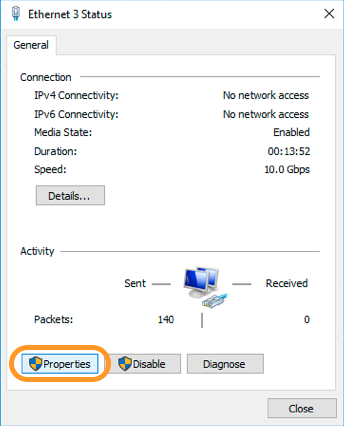 Ethernet 3 Status
General
Connection
IPv4 Connectivity: No network access
IPv6 Connectivity: No network access
Media State: Enabled
Duration: 00:13:52
Speed: 10.0 Gbps
Details...
Activity
Sent Received
Packets: 140 0
Properties Disable Diagnose
Close